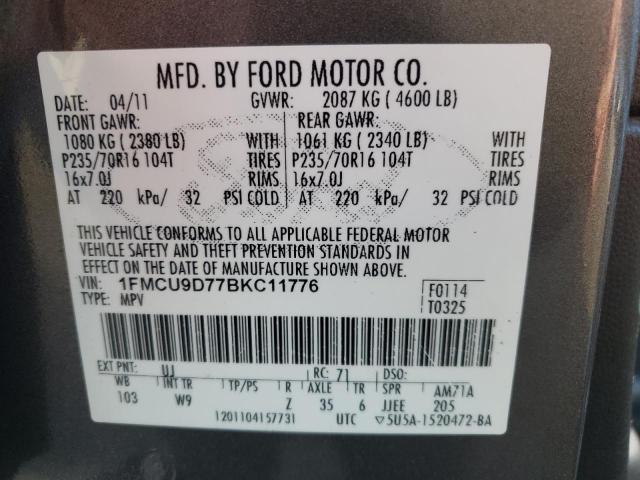 MFD. BY FORD MOTOR CO.
DATE: 04/11 GVWR: 2087 KG ( 4600 LB)
FRONT GAWR: REAR GAWR:
1080 KG ( 2380 LB) WITH 1061 KG ( 2340 LB) WITH
P235/70R16 104T TIRES P235/70R16 104T TIRES
16x7.0J RIMS 16x7.0J RIMS
AT 220 kPa/ 32 PSI COLD AT 220 kPa/ 32 PSI COLD
THIS VEHICLE CONFORMS TO ALL APPLICABLE FEDERAL MOTOR
VEHICLE SAFETY AND THEFT PREVENTION STANDARDS IN
EFFECT ON THE DATE OF MANUFACTURE SHOWN ABOVE.
VIN: 1FMCU9D77BKC11776 F0114
TYPE: MPV T0325
EXT PNT: UJ RC: 71 DSO:
WB INT TR TP/PS R AXLE TR SPR AM71A
103 W9 Z 35 6 JJEE 205
1201104157731 UTC ▽5U5A-1520472-BA